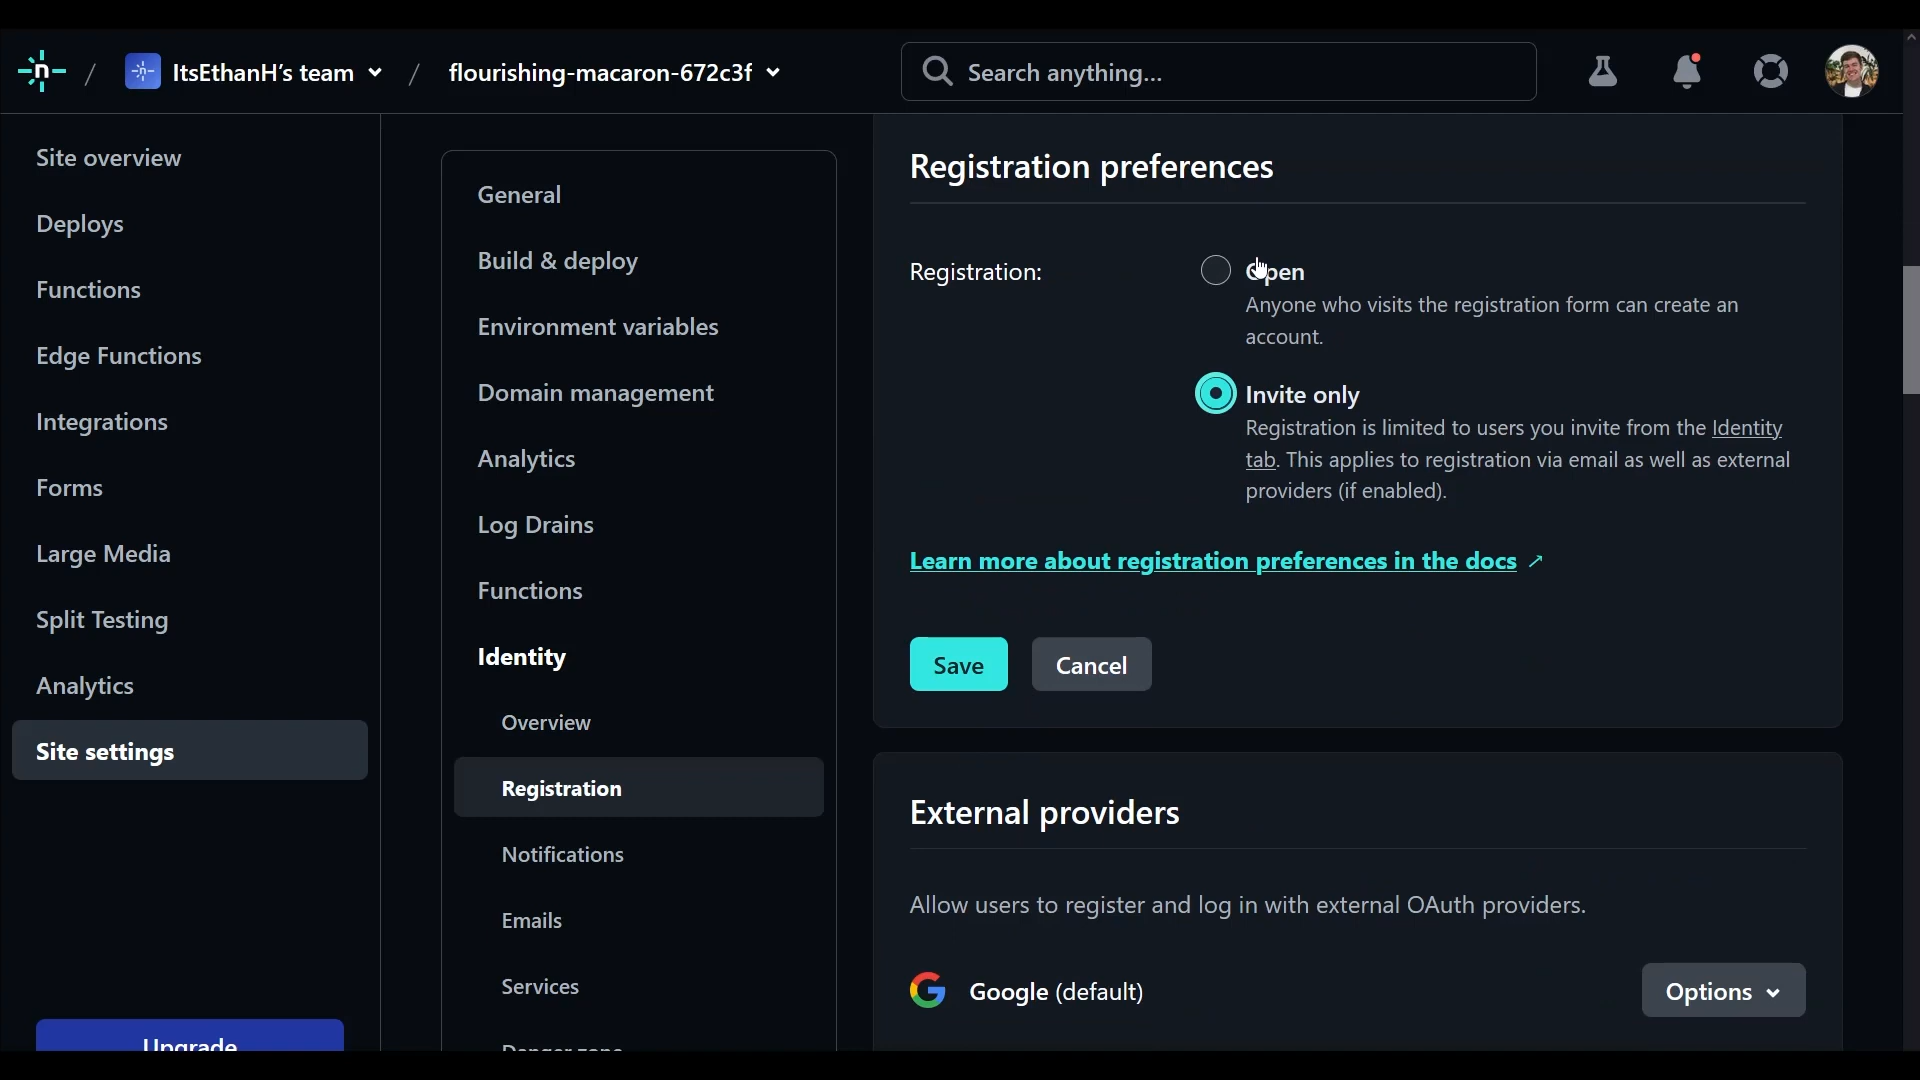 n / ItsEthanH's team / flourishing-macaron-672c3f
Search anything...
Site overview
Deploys
Functions
Edge Functions
Integrations
Forms
Large Media
Split Testing
Analytics
Site settings
Upgrade
General
Build & deploy
Environment variables
Domain management
Analytics
Log Drains
Functions
Identity
Overview
Registration
Notifications
Emails
Services
Danger zone
Registration preferences
Registration:
Open
Anyone who visits the registration form can create an
account.
Invite only
Registration is limited to users you invite from the Identity
tab. This applies to registration via email as well as external
providers (if enabled).
Learn more about registration preferences in the docs ↗
Save
Cancel
External providers
Allow users to register and log in with external OAuth providers.
Google (default)
Options